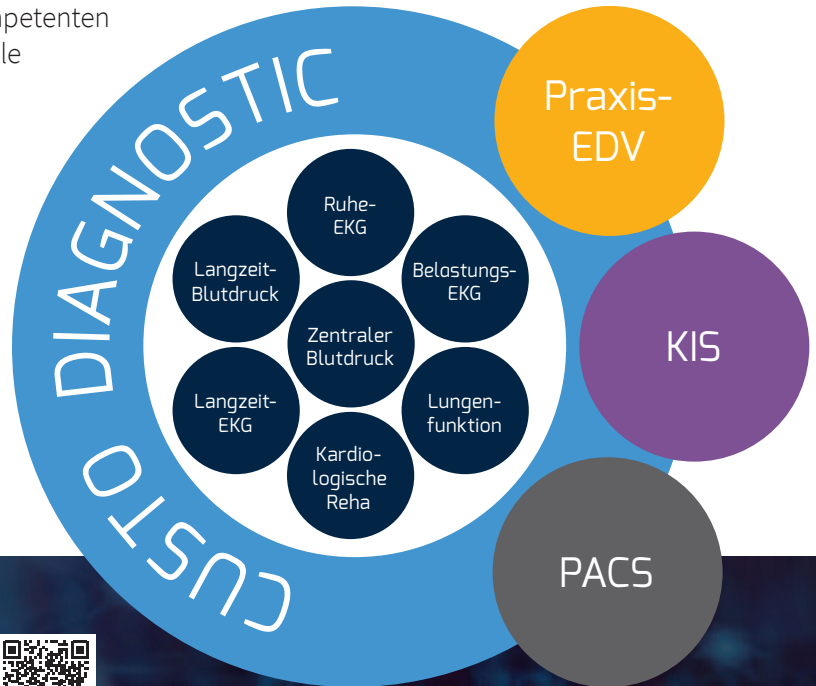 CUSTO DIAGNOSTIC
Praxis-
EDV
Ruhe-
EKG
Langzeit-
Blutdruck
Belastungs-
EKG
Zentraler
Blutdruck
KIS
Langzeit-
EKG
Lungen-
funktion
Kardio-
logische
Reha
PACS